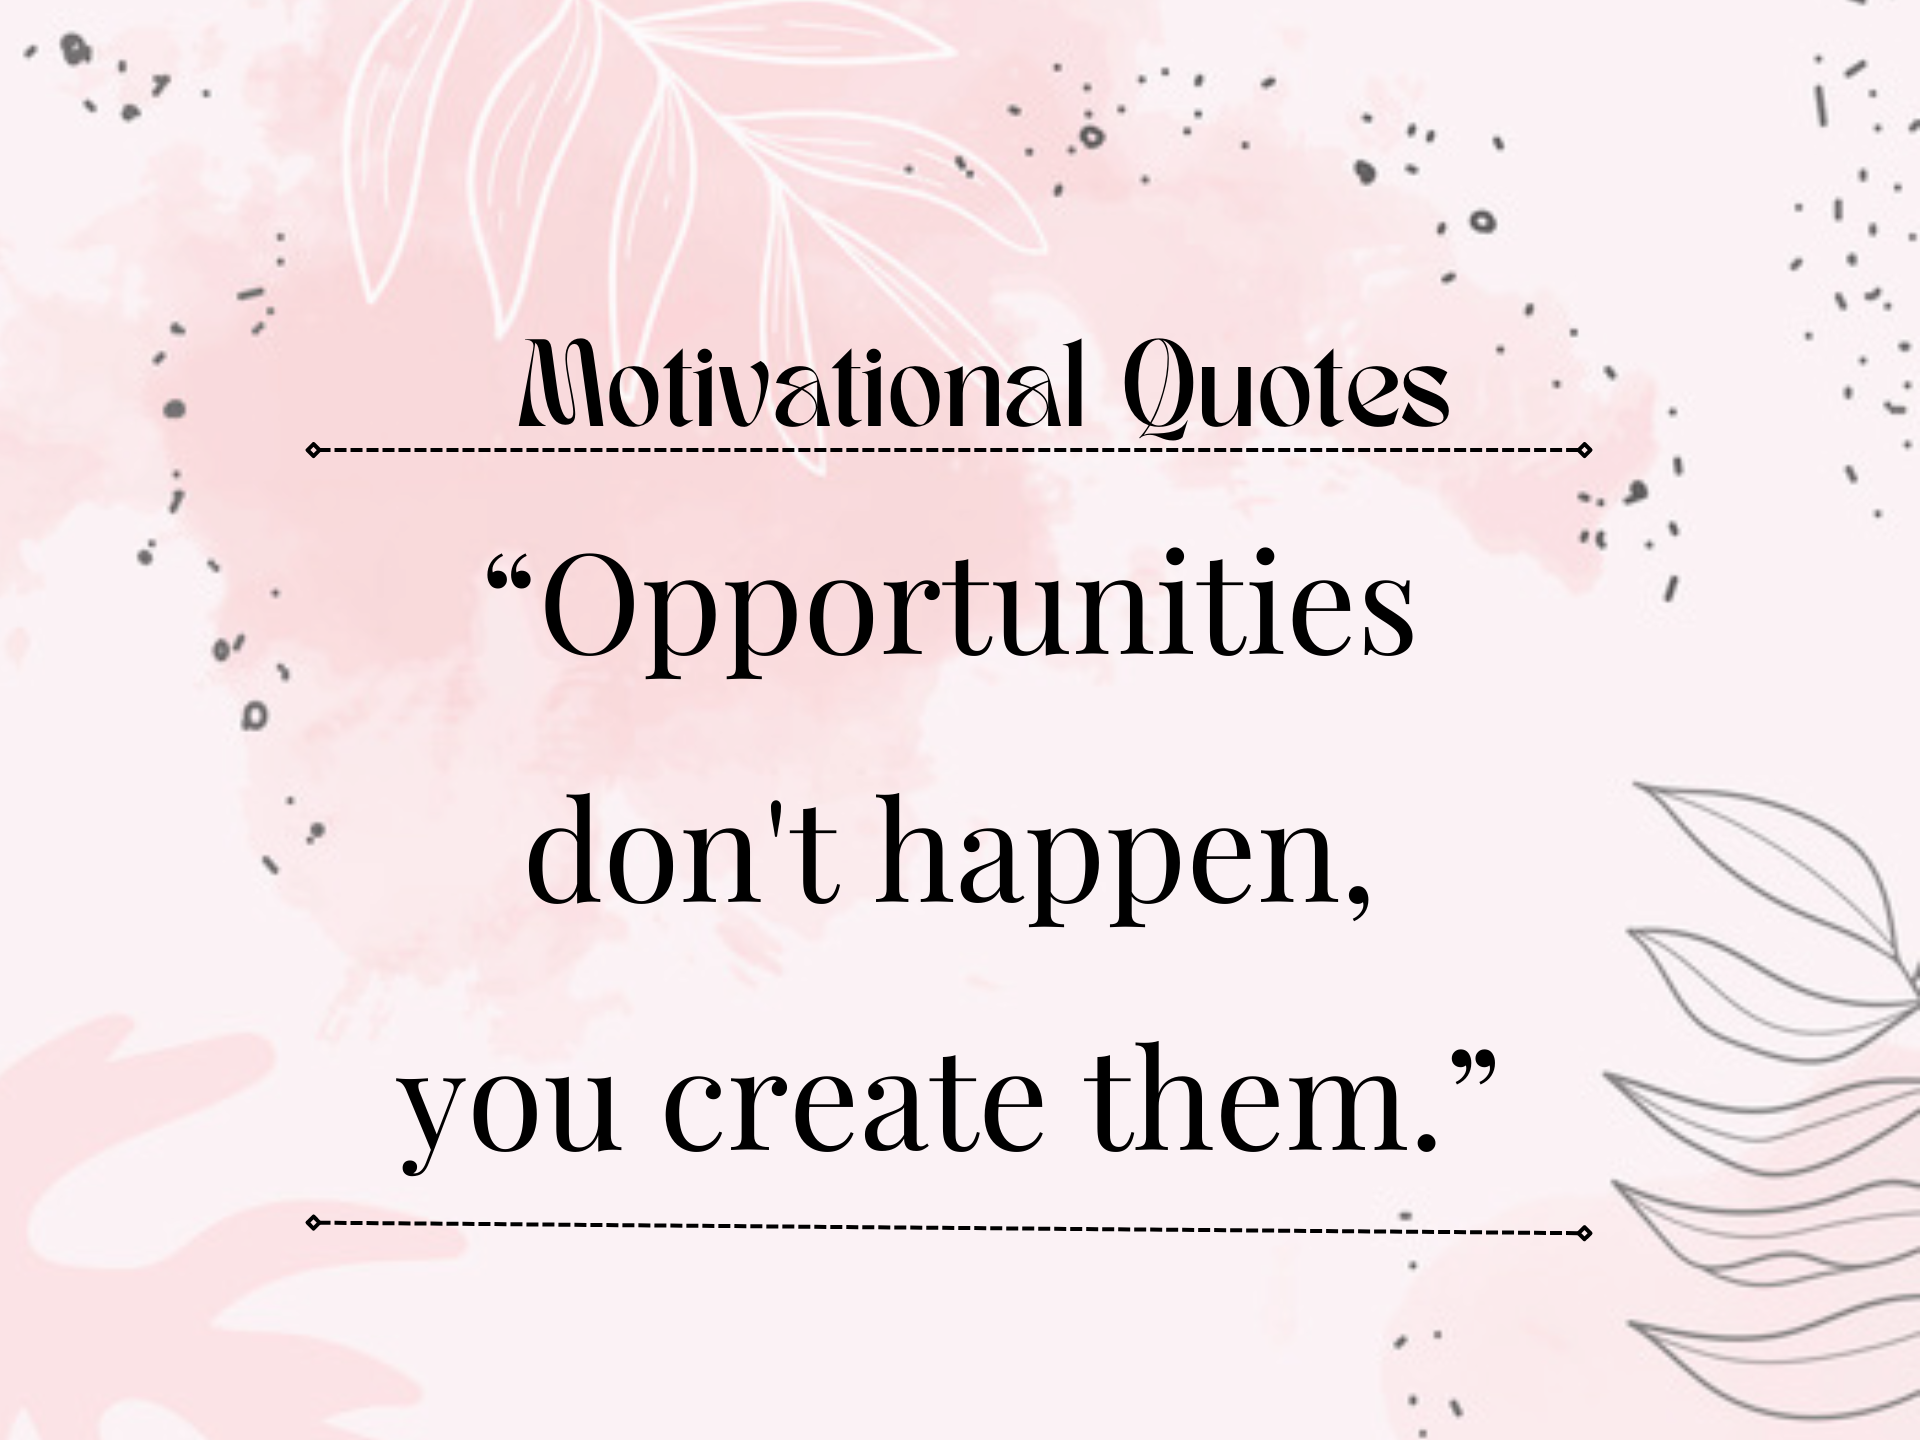 Motivational Quotes
“Opportunities
don't happen,
you create them.”